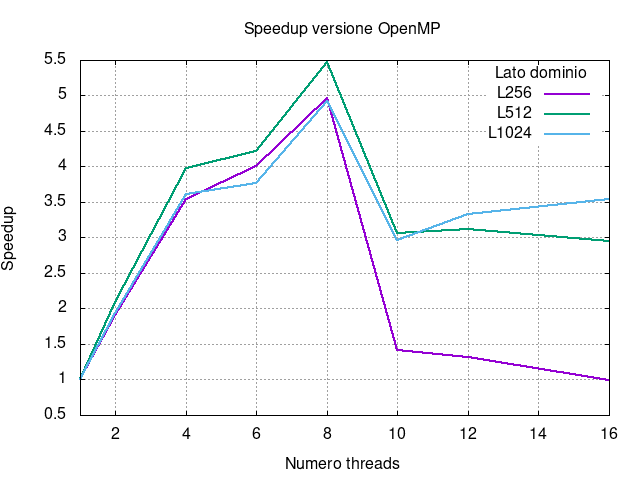 Speedup versione OpenMP
5.5
5
4.5
4
3.5
3
2.5
2
1.5
1
0.5
Speedup
Lato dominio
L256
L512
L1024
2 4 6 8 10 12 14 16
Numero threads